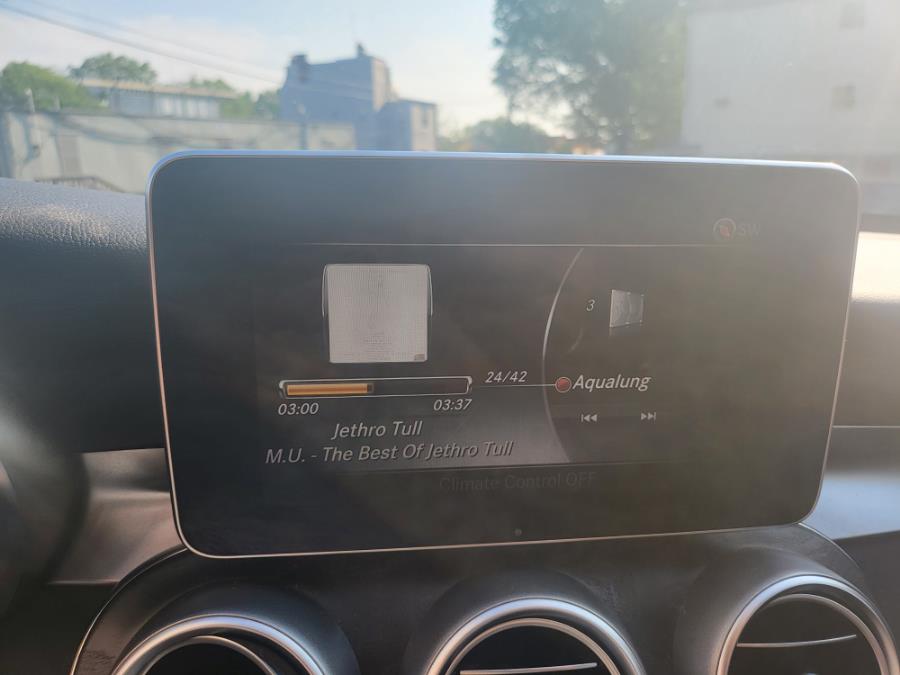 SW
3
24/42
Aqualung
03:00
03:37
Jethro Tull
M.U. - The Best Of Jethro Tull
Climate Control OFF